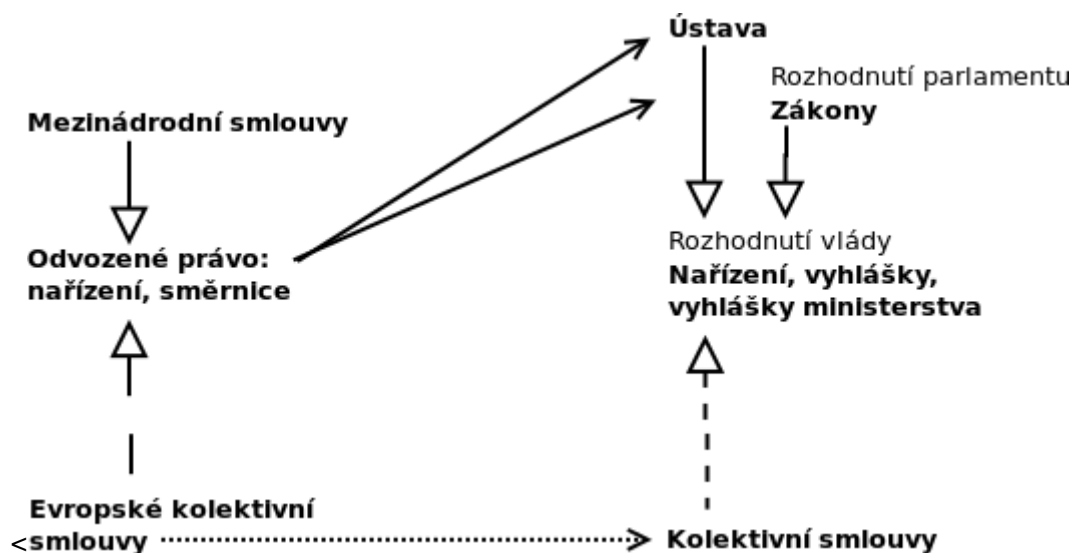 Ústava
Rozhodnutí parlamentu
Zákony
Mezinádrodní smlouvy
Odvozené právo:
nařízení, směrnice
Rozhodnutí vlády
Nařízení, vyhlášky,
vyhlášky ministerstva
Evropské kolektivní
<smlouvy
Kolektivní smlouvy